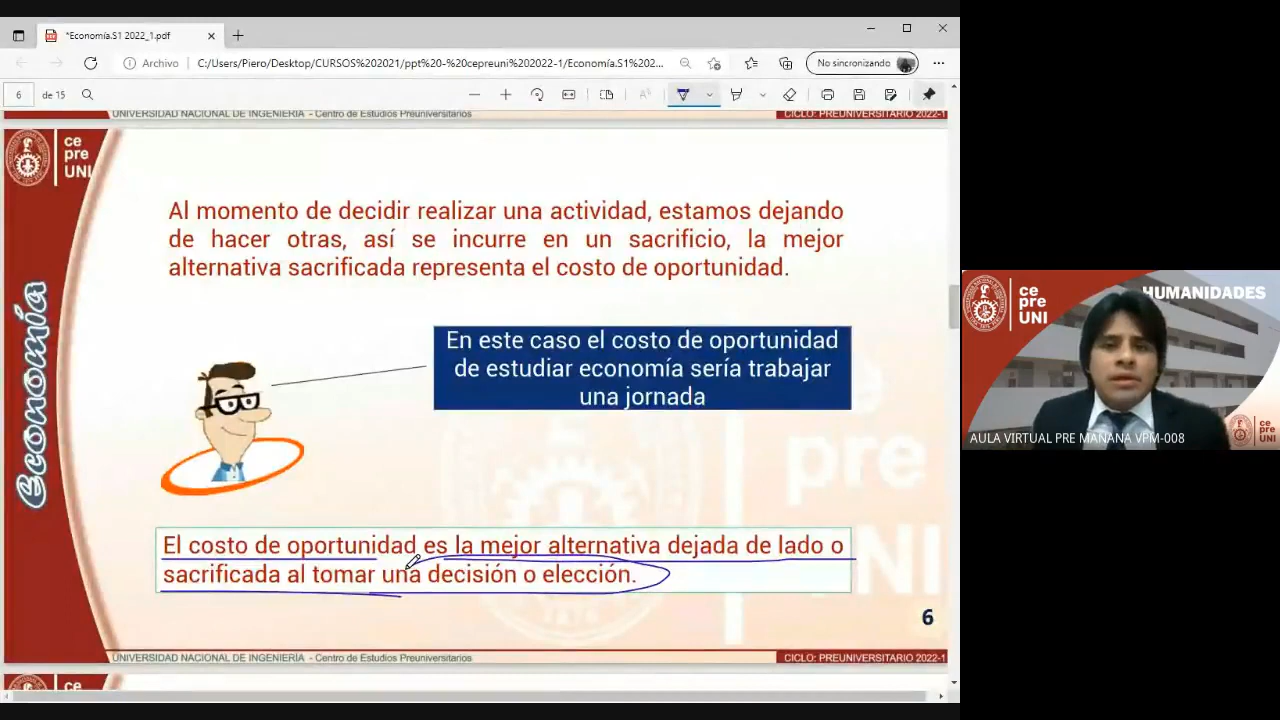 *Economía.S1 2022_1.pdf
Archivo
C:/Users/Piero/Desktop/CURSOS%202021/ppt%20-%20cepreuni%202022-1/Economía.S1%202...
No sincronizando
6 de 15
UNIVERSIDAD NACIONAL DE INGENIERÍA - Centro de Estudios Preuniversitarios
CICLO: PREUNIVERSITARIO 2022-1
ce
pre
UNI
Economía
Al momento de decidir realizar una actividad, estamos dejando
de hacer otras, así se incurre en un sacrificio, la mejor
alternativa sacrificada representa el costo de oportunidad.
En este caso el costo de oportunidad
de estudiar economía sería trabajar
una jornada
El costo de oportunidad es la mejor alternativa dejada de lado o
sacrificada al tomar una decisión o elección.
6
UNIVERSIDAD NACIONAL DE INGENIERÍA - Centro de Estudios Preuniversitarios
CICLO: PREUNIVERSITARIO 2022-1
ce
ce
pre
UNI
HUMANIDADES
AULA VIRTUAL PRE MAÑANA VPM-008